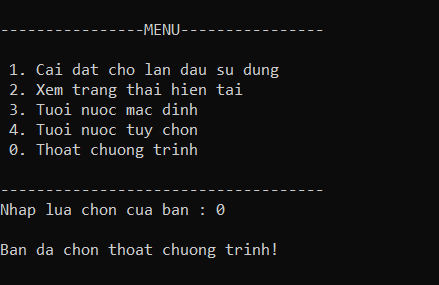 ----------------MENU----------------
1. Cai dat cho lan dau su dung
2. Xem trang thai hien tai
3. Tuoi nuoc mac dinh
4. Tuoi nuoc tuy chon
0. Thoat chuong trinh
------------------------------------
Nhap lua chon cua ban : 0
Ban da chon thoat chuong trinh!